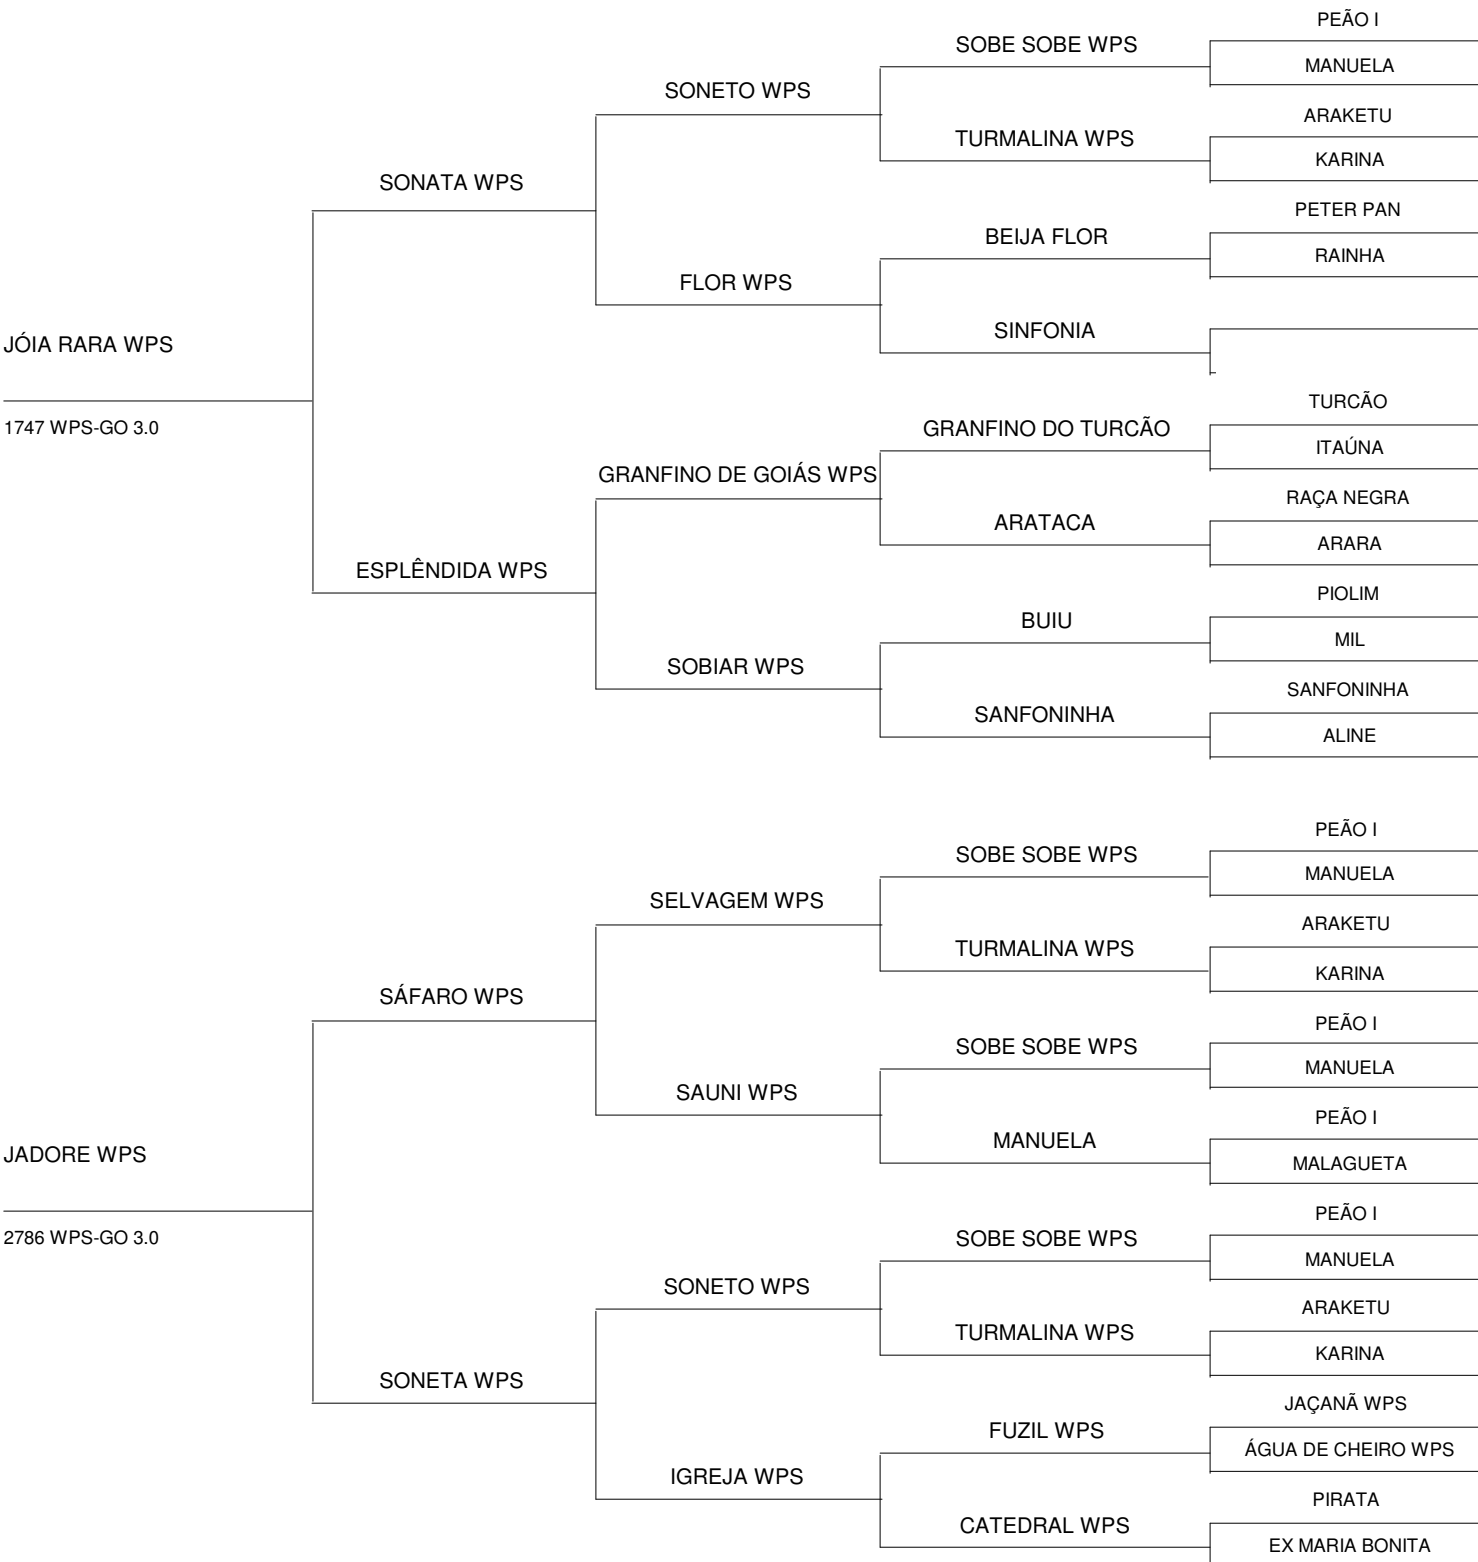 PEÃO I
SOBE SOBE WPS
MANUELA
SONETO WPS
ARAKETU
TURMALINA WPS
KARINA
SONATA WPS
PETER PAN
BEIJA FLOR
RAINHA
FLOR WPS
SINFONIA
JÓIA RARA WPS
TURCÃO
1747 WPS-GO 3.0
GRANFINO DO TURCÃO
ITAÚNA
GRANFINO DE GOIÁS WPS
RAÇA NEGRA
ARATACA
ARARA
ESPLÊNDIDA WPS
PIOLIM
BUIU
MIL
SOBIAR WPS
SANFONINHA
SANFONINHA
ALINE
PEÃO I
SOBE SOBE WPS
MANUELA
SELVAGEM WPS
ARAKETU
TURMALINA WPS
KARINA
SÁFARO WPS
PEÃO I
SOBE SOBE WPS
MANUELA
SAUNI WPS
PEÃO I
MANUELA
JADORE WPS
MALAGUETA
PEÃO I
2786 WPS-GO 3.0
SOBE SOBE WPS
MANUELA
SONETO WPS
ARAKETU
TURMALINA WPS
KARINA
SONETA WPS
JAÇANÃ WPS
FUZIL WPS
ÁGUA DE CHEIRO WPS
IGREJA WPS
PIRATA
CATEDRAL WPS
EX MARIA BONITA